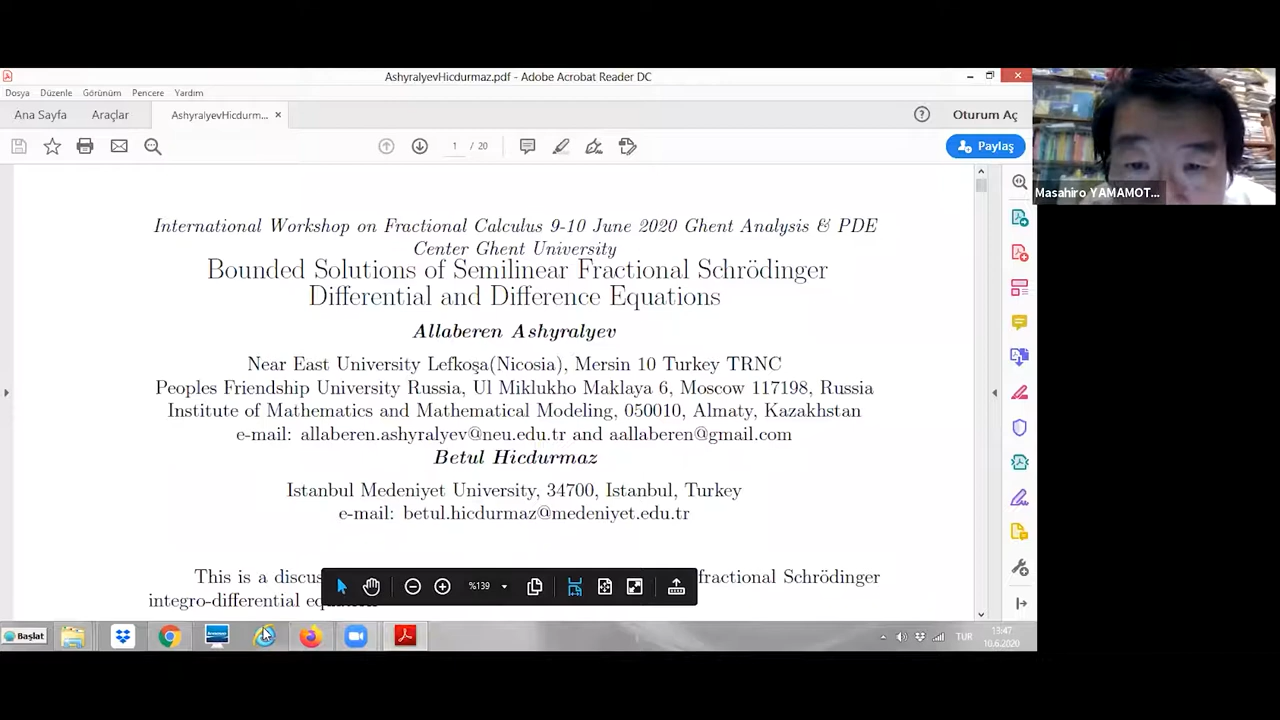 AshyralyevHicdurmaz.pdf - Adobe Acrobat Reader DC
Dosya Düzenle Görünüm Pencere Yardım
Ana Sayfa Araçlar AshyralyevHicdurm... × Oturum Aç
1 / 20 Paylaş
Masahiro YAMAMOT...
International Workshop on Fractional Calculus 9-10 June 2020 Ghent Analysis & PDE
Center Ghent University
Bounded Solutions of Semilinear Fractional Schrödinger
Differential and Difference Equations
Allaberen Ashyralyev
Near East University Lefkoşa(Nicosia), Mersin 10 Turkey TRNC
Peoples Friendship University Russia, Ul Miklukho Maklaya 6, Moscow 117198, Russia
Institute of Mathematics and Mathematical Modeling, 050010, Almaty, Kazakhstan
e-mail: allaberen.ashyralyev@neu.edu.tr and aallaberen@gmail.com
Betul Hicdurmaz
Istanbul Medeniyet University, 34700, Istanbul, Turkey
e-mail: betul.hicdurmaz@medeniyet.edu.tr
This is a discus fractional Schrödinger
%139
integro-differential
Başlat TUR 13:47
10.6.2020